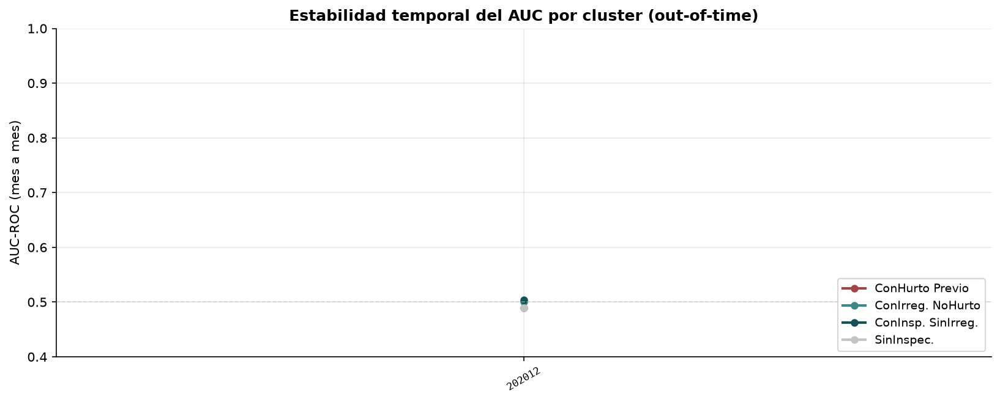 Estabilidad temporal del AUC por cluster (out-of-time)
AUC-ROC (mes a mes)
1.0
0.9
0.8
0.7
0.6
0.5
0.4
202012
ConHurto Previo
ConIrreg. NoHurto
ConInsp. SinIrreg.
SinInspec.